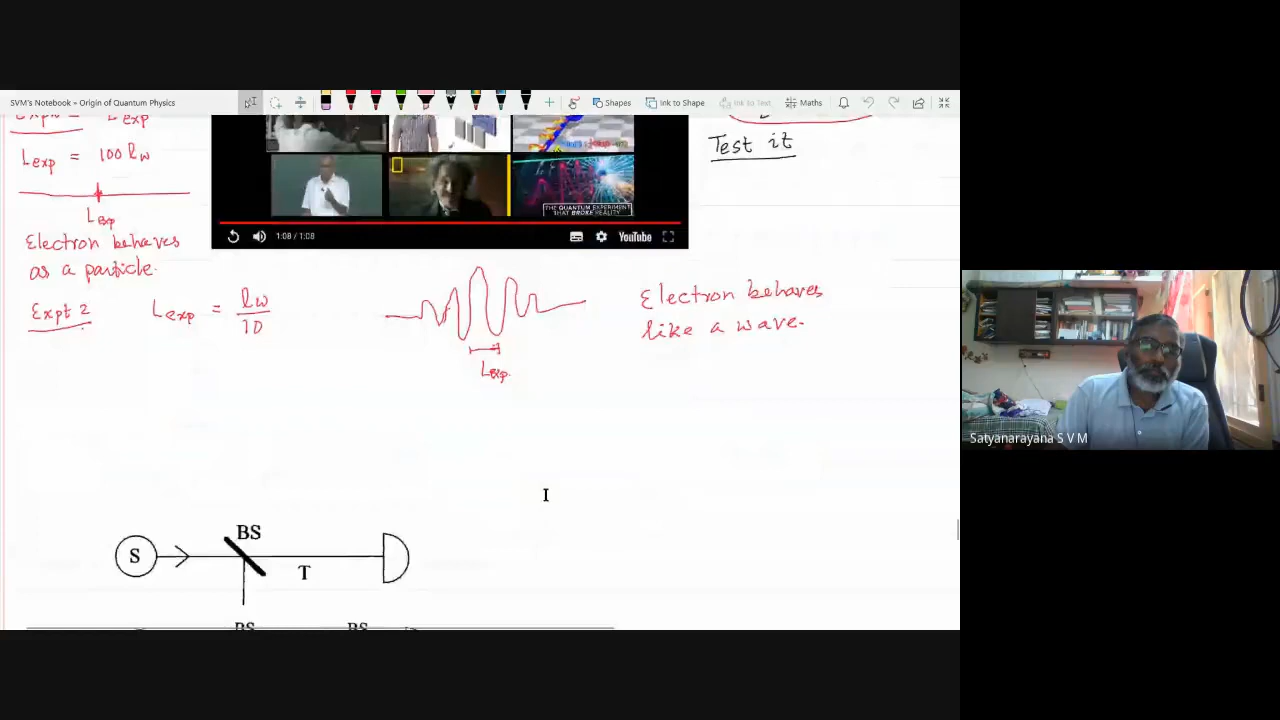 SVM's Notebook » Origin of Quantum Physics
Shapes
Ink to Shape
Ink to Text
Maths
Lexp
Lexp = 100 lw
LExp
Electron behaves
as a particle.
Test it
THE QUANTUM EXPERIMENT
THAT BROKE REALITY
1:08 / 1:08
YouTube
Expt 2
Lexp = lw/10
Lexp.
Electron behaves
like a wave.
Satyanarayana S V M
BS
S
T
BS
BS